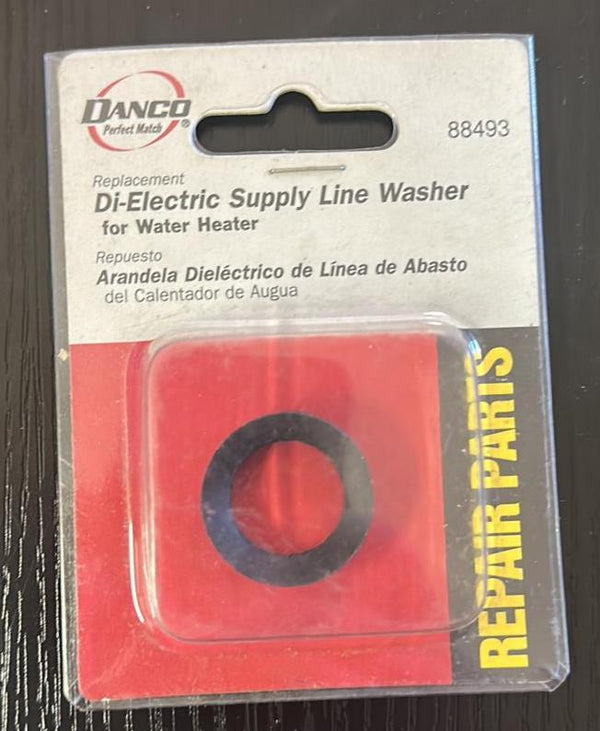 DANCO
Perfect Match®
88493
Replacement
Di-Electric Supply Line Washer
for Water Heater
Repuesto
Arandela Dieléctrico de Línea de Abasto
del Calentador de Augua
REPAIR PARTS